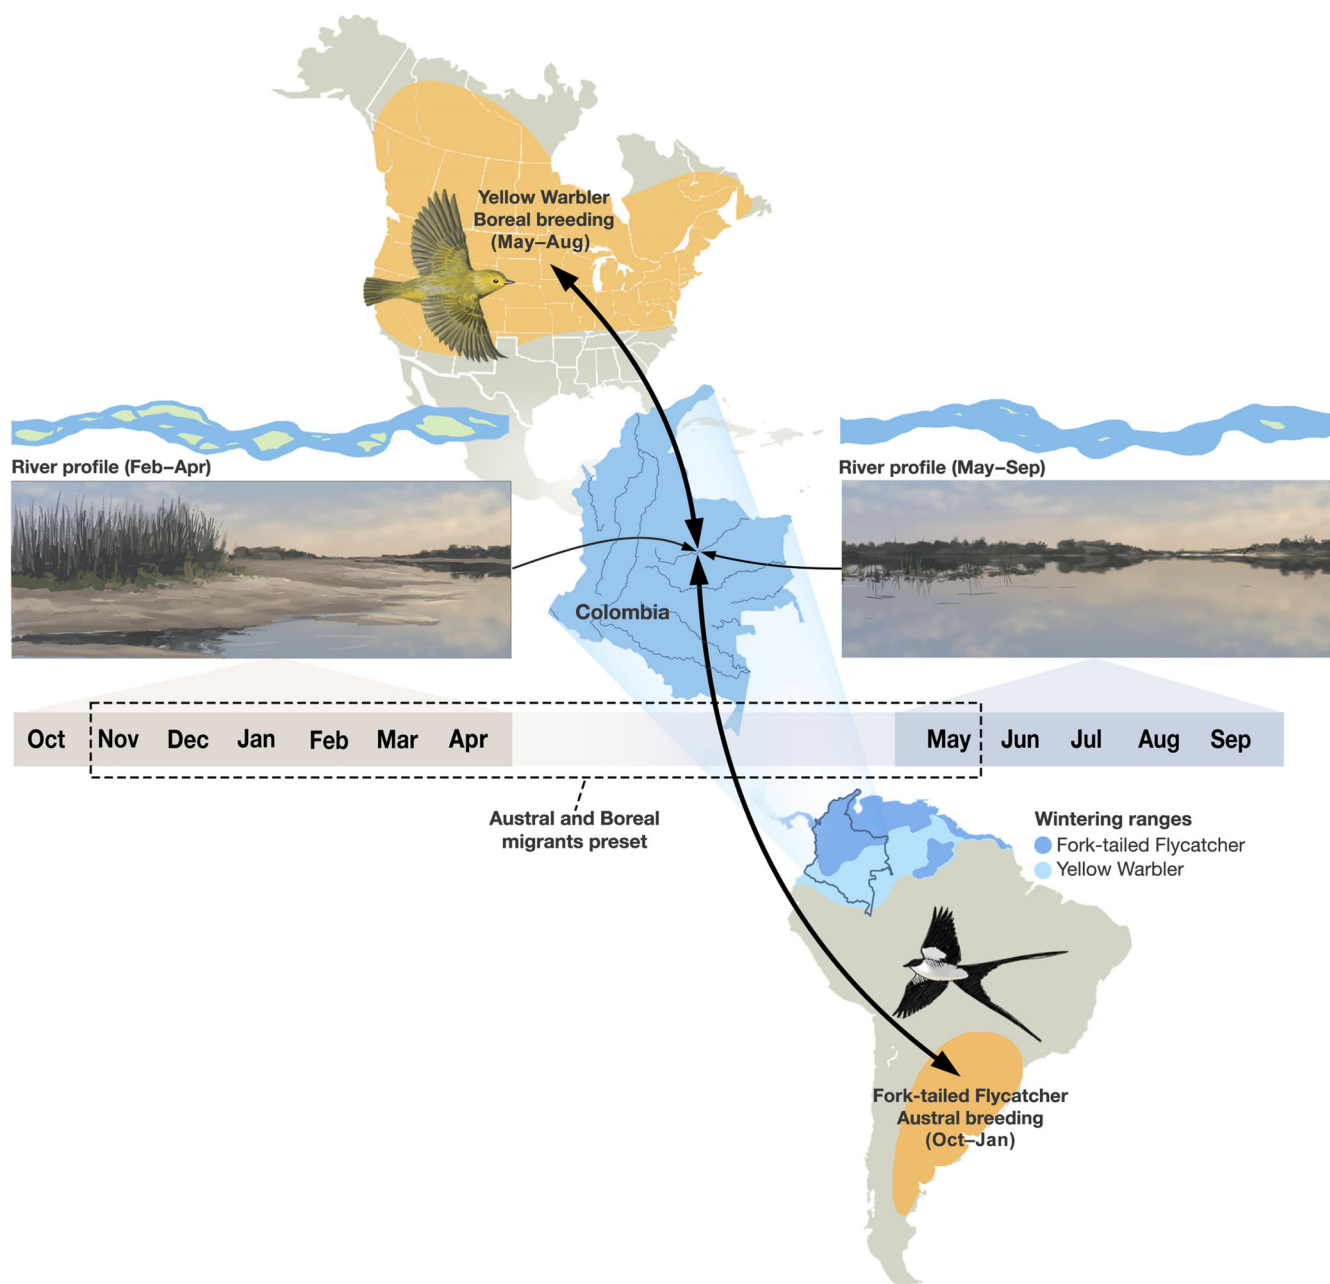 Yellow Warbler
Boreal breeding
(May–Aug)
River profile (Feb–Apr)
River profile (May–Sep)
Colombia
Oct Nov Dec Jan Feb Mar Apr May Jun Jul Aug Sep
Austral and Boreal
migrants preset
Wintering ranges
Fork-tailed Flycatcher
Yellow Warbler
Fork-tailed Flycatcher
Austral breeding
(Oct–Jan)